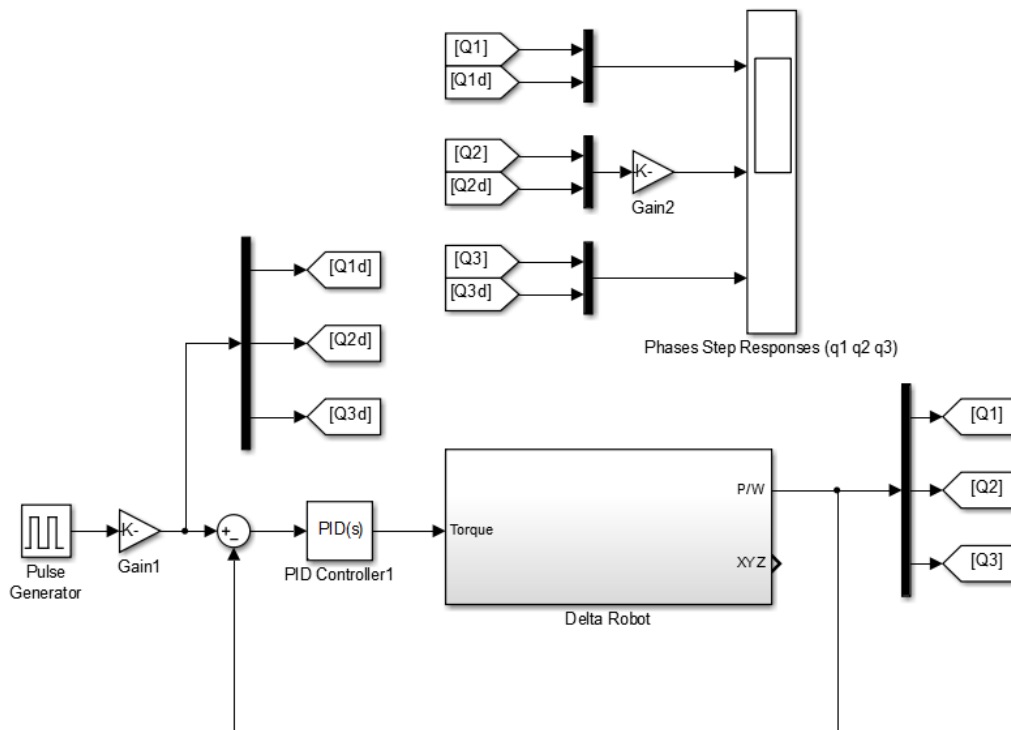 [Q1]
[Q1d]
[Q2]
[Q2d]
K-
Gain2
[Q3]
[Q3d]
Phases Step Responses (q1 q2 q3)
[Q1d]
[Q2d]
[Q3d]
Pulse
Generator
K-
Gain1
+
-
PID(s)
PID Controller1
Torque
P/W
XYZ
Delta Robot
[Q1]
[Q2]
[Q3]